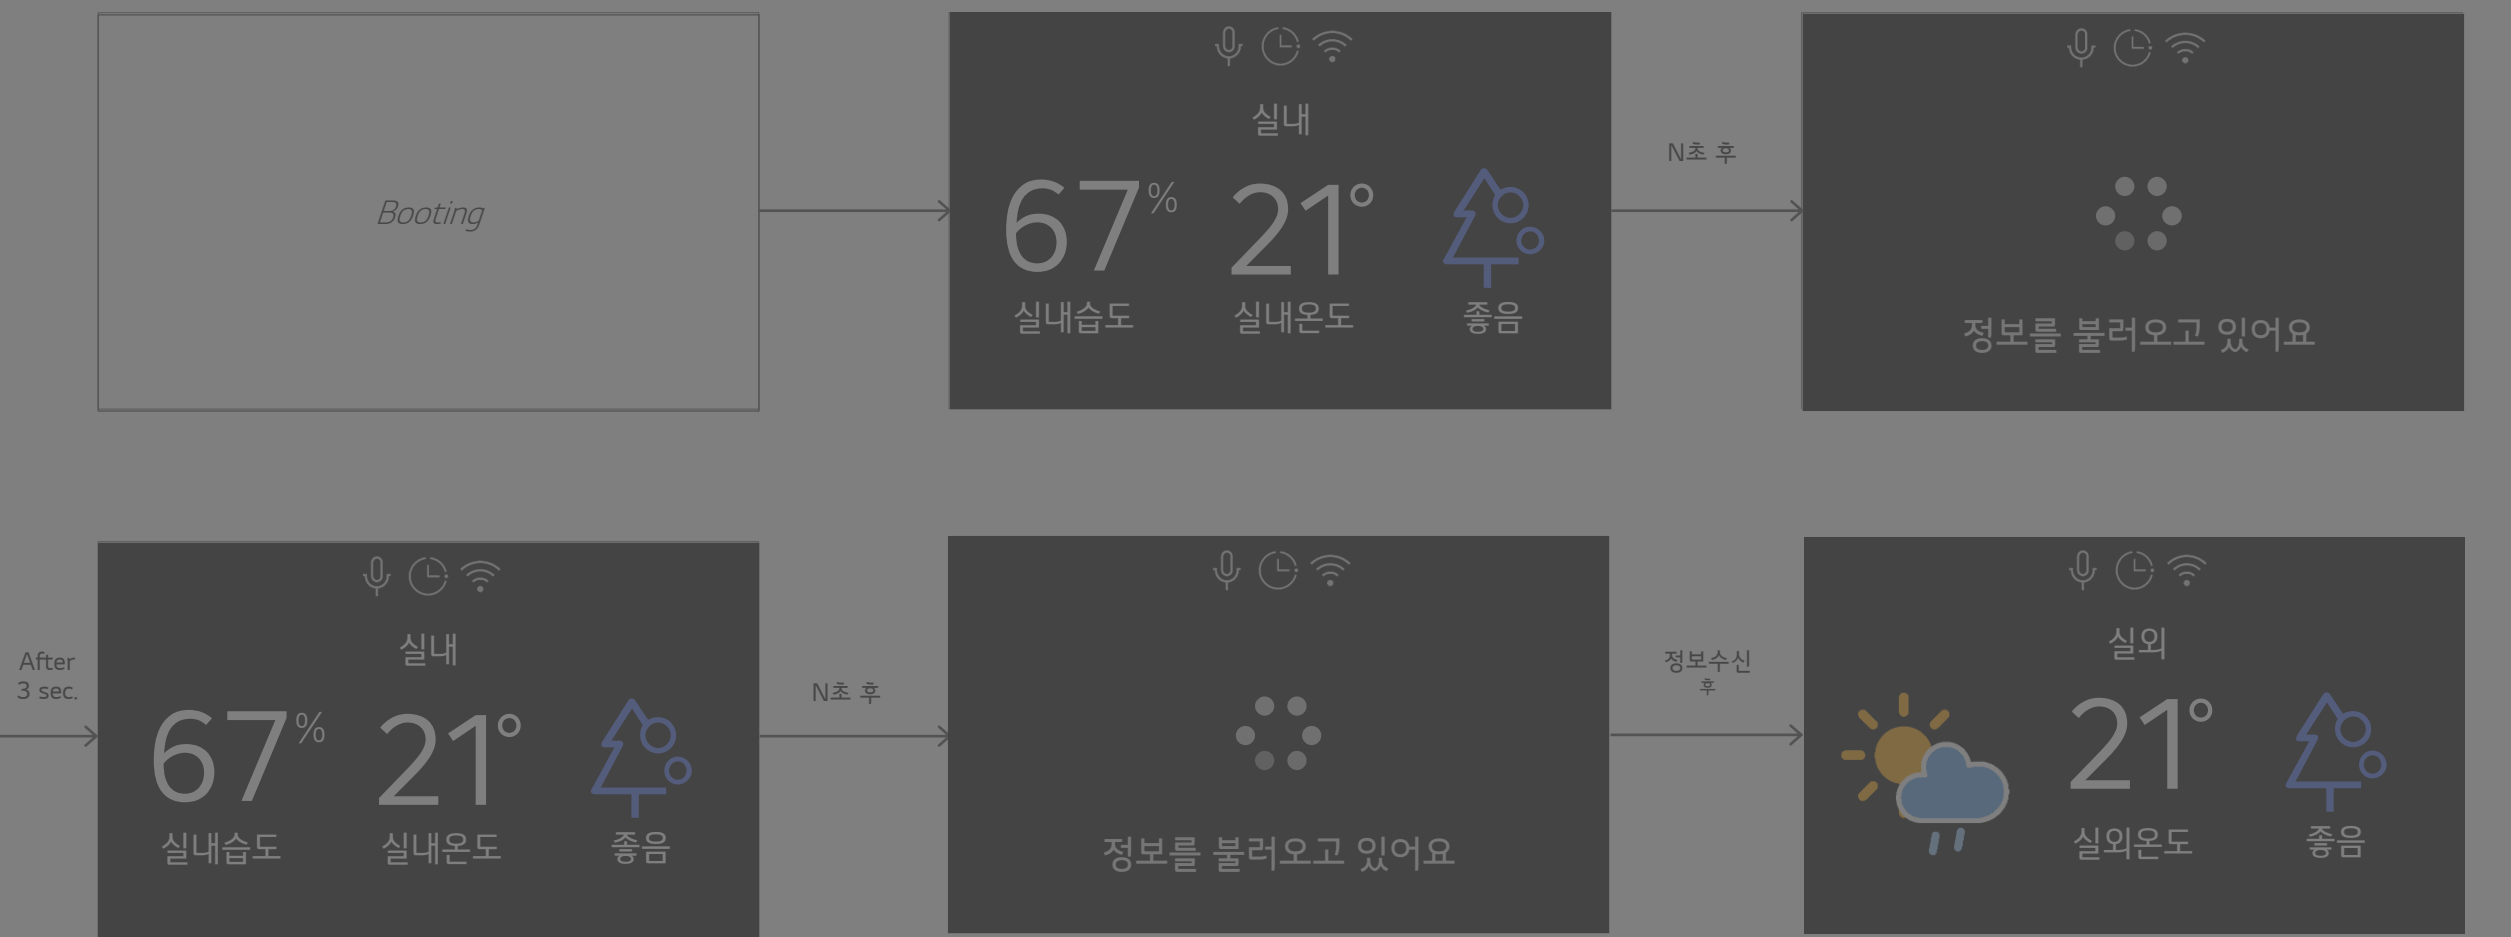 Booting
실내
67% 21°
실내습도 실내온도 좋음
N초 후
정보를 불러오고 있어요
After
3 sec.
실내
67% 21°
실내습도 실내온도 좋음
N초 후
정보를 불러오고 있어요
정보수신
후
실외
21°
실외온도 좋음